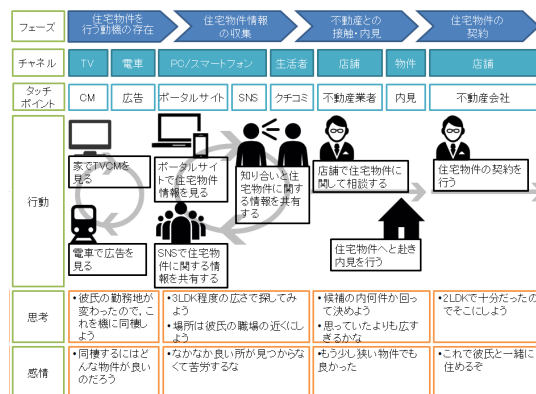 フェーズ
住宅物件を
行う動機の存在
住宅物件情報
の収集
不動産との
接触・内見
住宅物件の
契約
チャネル
TV
電車
PC/スマートフォン
生活者
店舗
物件
店舗
タッチ
ポイント
CM
広告
ポータルサイト
SNS
クチコミ
不動産業者
内見
不動産会社
行動
家でTVCMを
見る
電車で広告を
見る
ポータルサイ
トで住宅物件
情報を見る
SNSで住宅物
件に関する情
報を共有する
知り合いと住
宅物件に関す
る情報を共有
する
店舗で住宅物件に
関して相談する
住宅物件へと赴き
内見を行う
住宅物件の契約を
行う
思考
•彼氏の勤務地が
変わったので、こ
れを機に同棲し
よう
•3LDK程度の広さで探してみ
よう
•場所は彼氏の職場の近くにし
よう
•候補の内何件か回っ
て決めよう
•思っていたよりも広す
ぎるかな
•2LDKで十分だったの
でそこにしよう
感情
•同棲するにはど
んな物件が良い
のだろう
•なかなか良い所が見つからな
くて苦労するな
•もう少し狭い物件でも
良かった
•これで彼氏と一緒に
住めるぞ